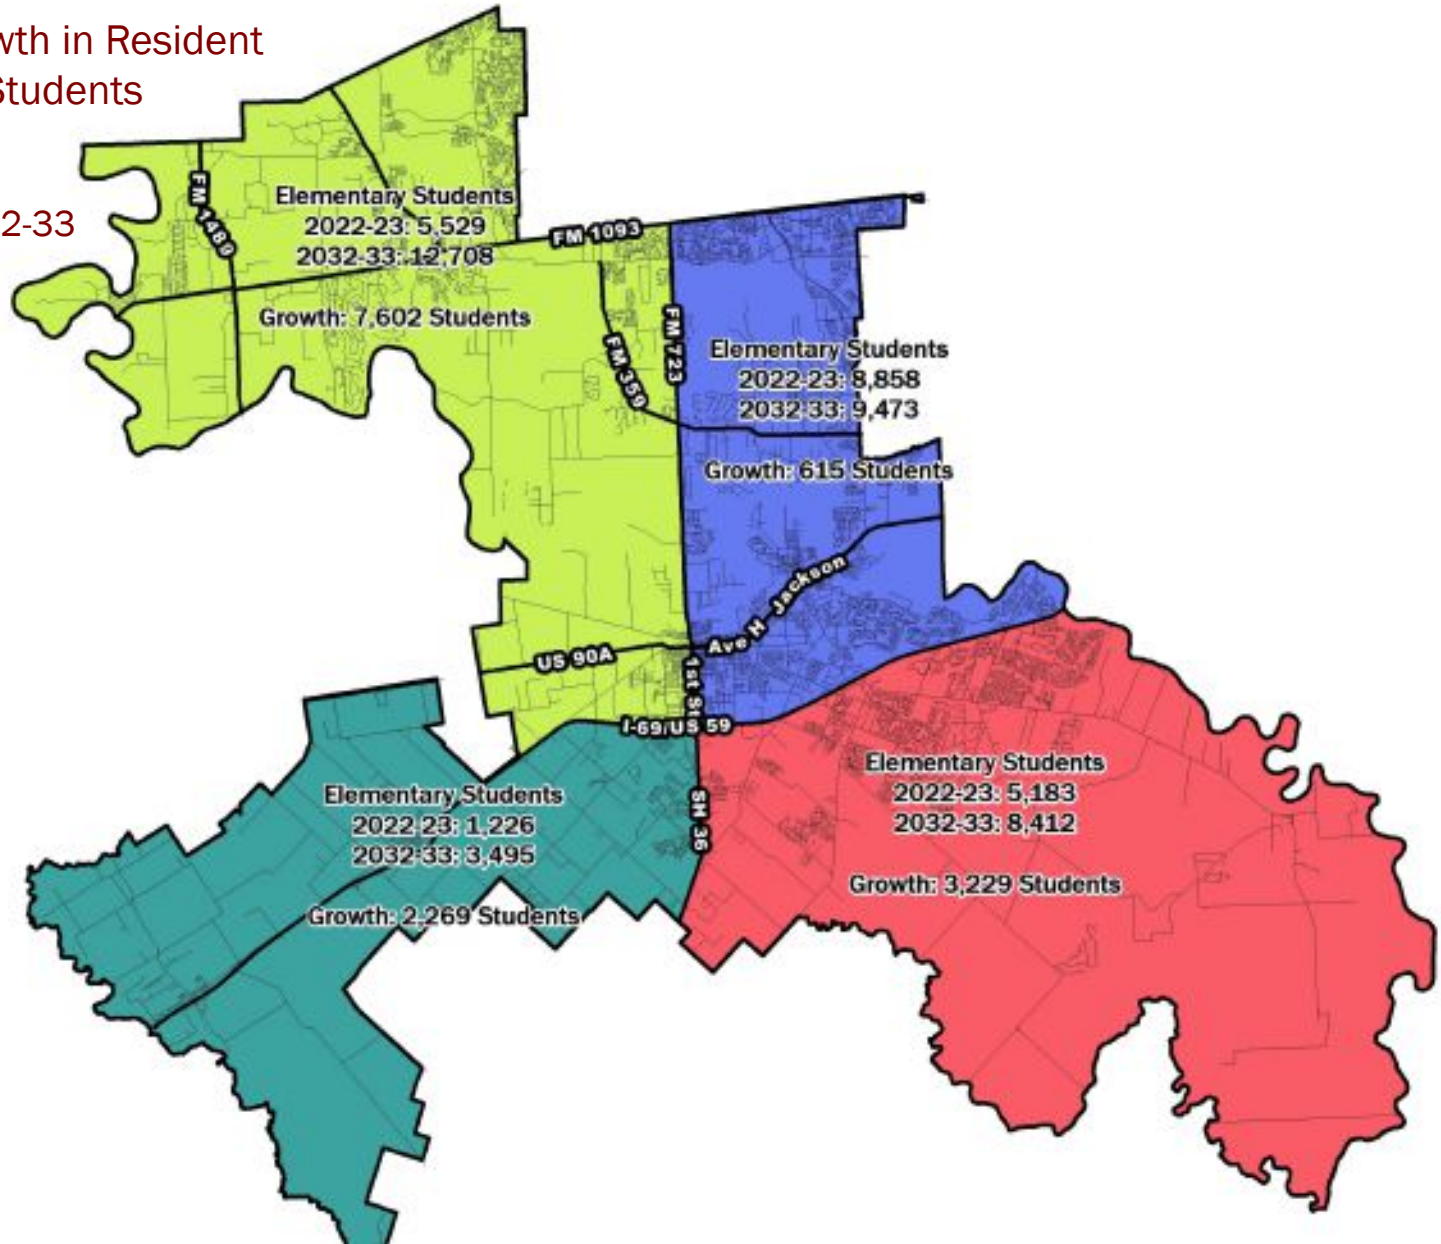 wth in Resident
Students
2-33
FM 1489
Elementary Students
2022-23: 5,529
2032-33: 12,708
Growth: 7,602 Students
FM 1093
FM 723
FM 359
Elementary Students
2022-23: 8,858
2032-33: 9,473
Growth: 615 Students
Ave H Jackson
US 90A
1st St
I-69/US 59
SH 36
Elementary Students
2022-23: 1,226
2032-33: 3,495
Growth: 2,269 Students
Elementary Students
2022-23: 5,183
2032-33: 8,412
Growth: 3,229 Students